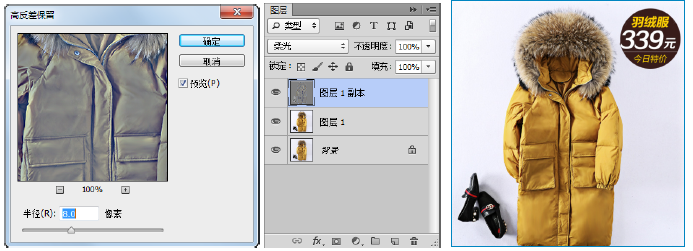 高反差保留
确定
取消
预览(P)
100%
半径(R): 8.0 像素
图层
类型
柔光
不透明度: 100%
锁定:
填充: 100%
图层 1 副本
图层 1
背景
fx
羽绒服
339元
今日特价